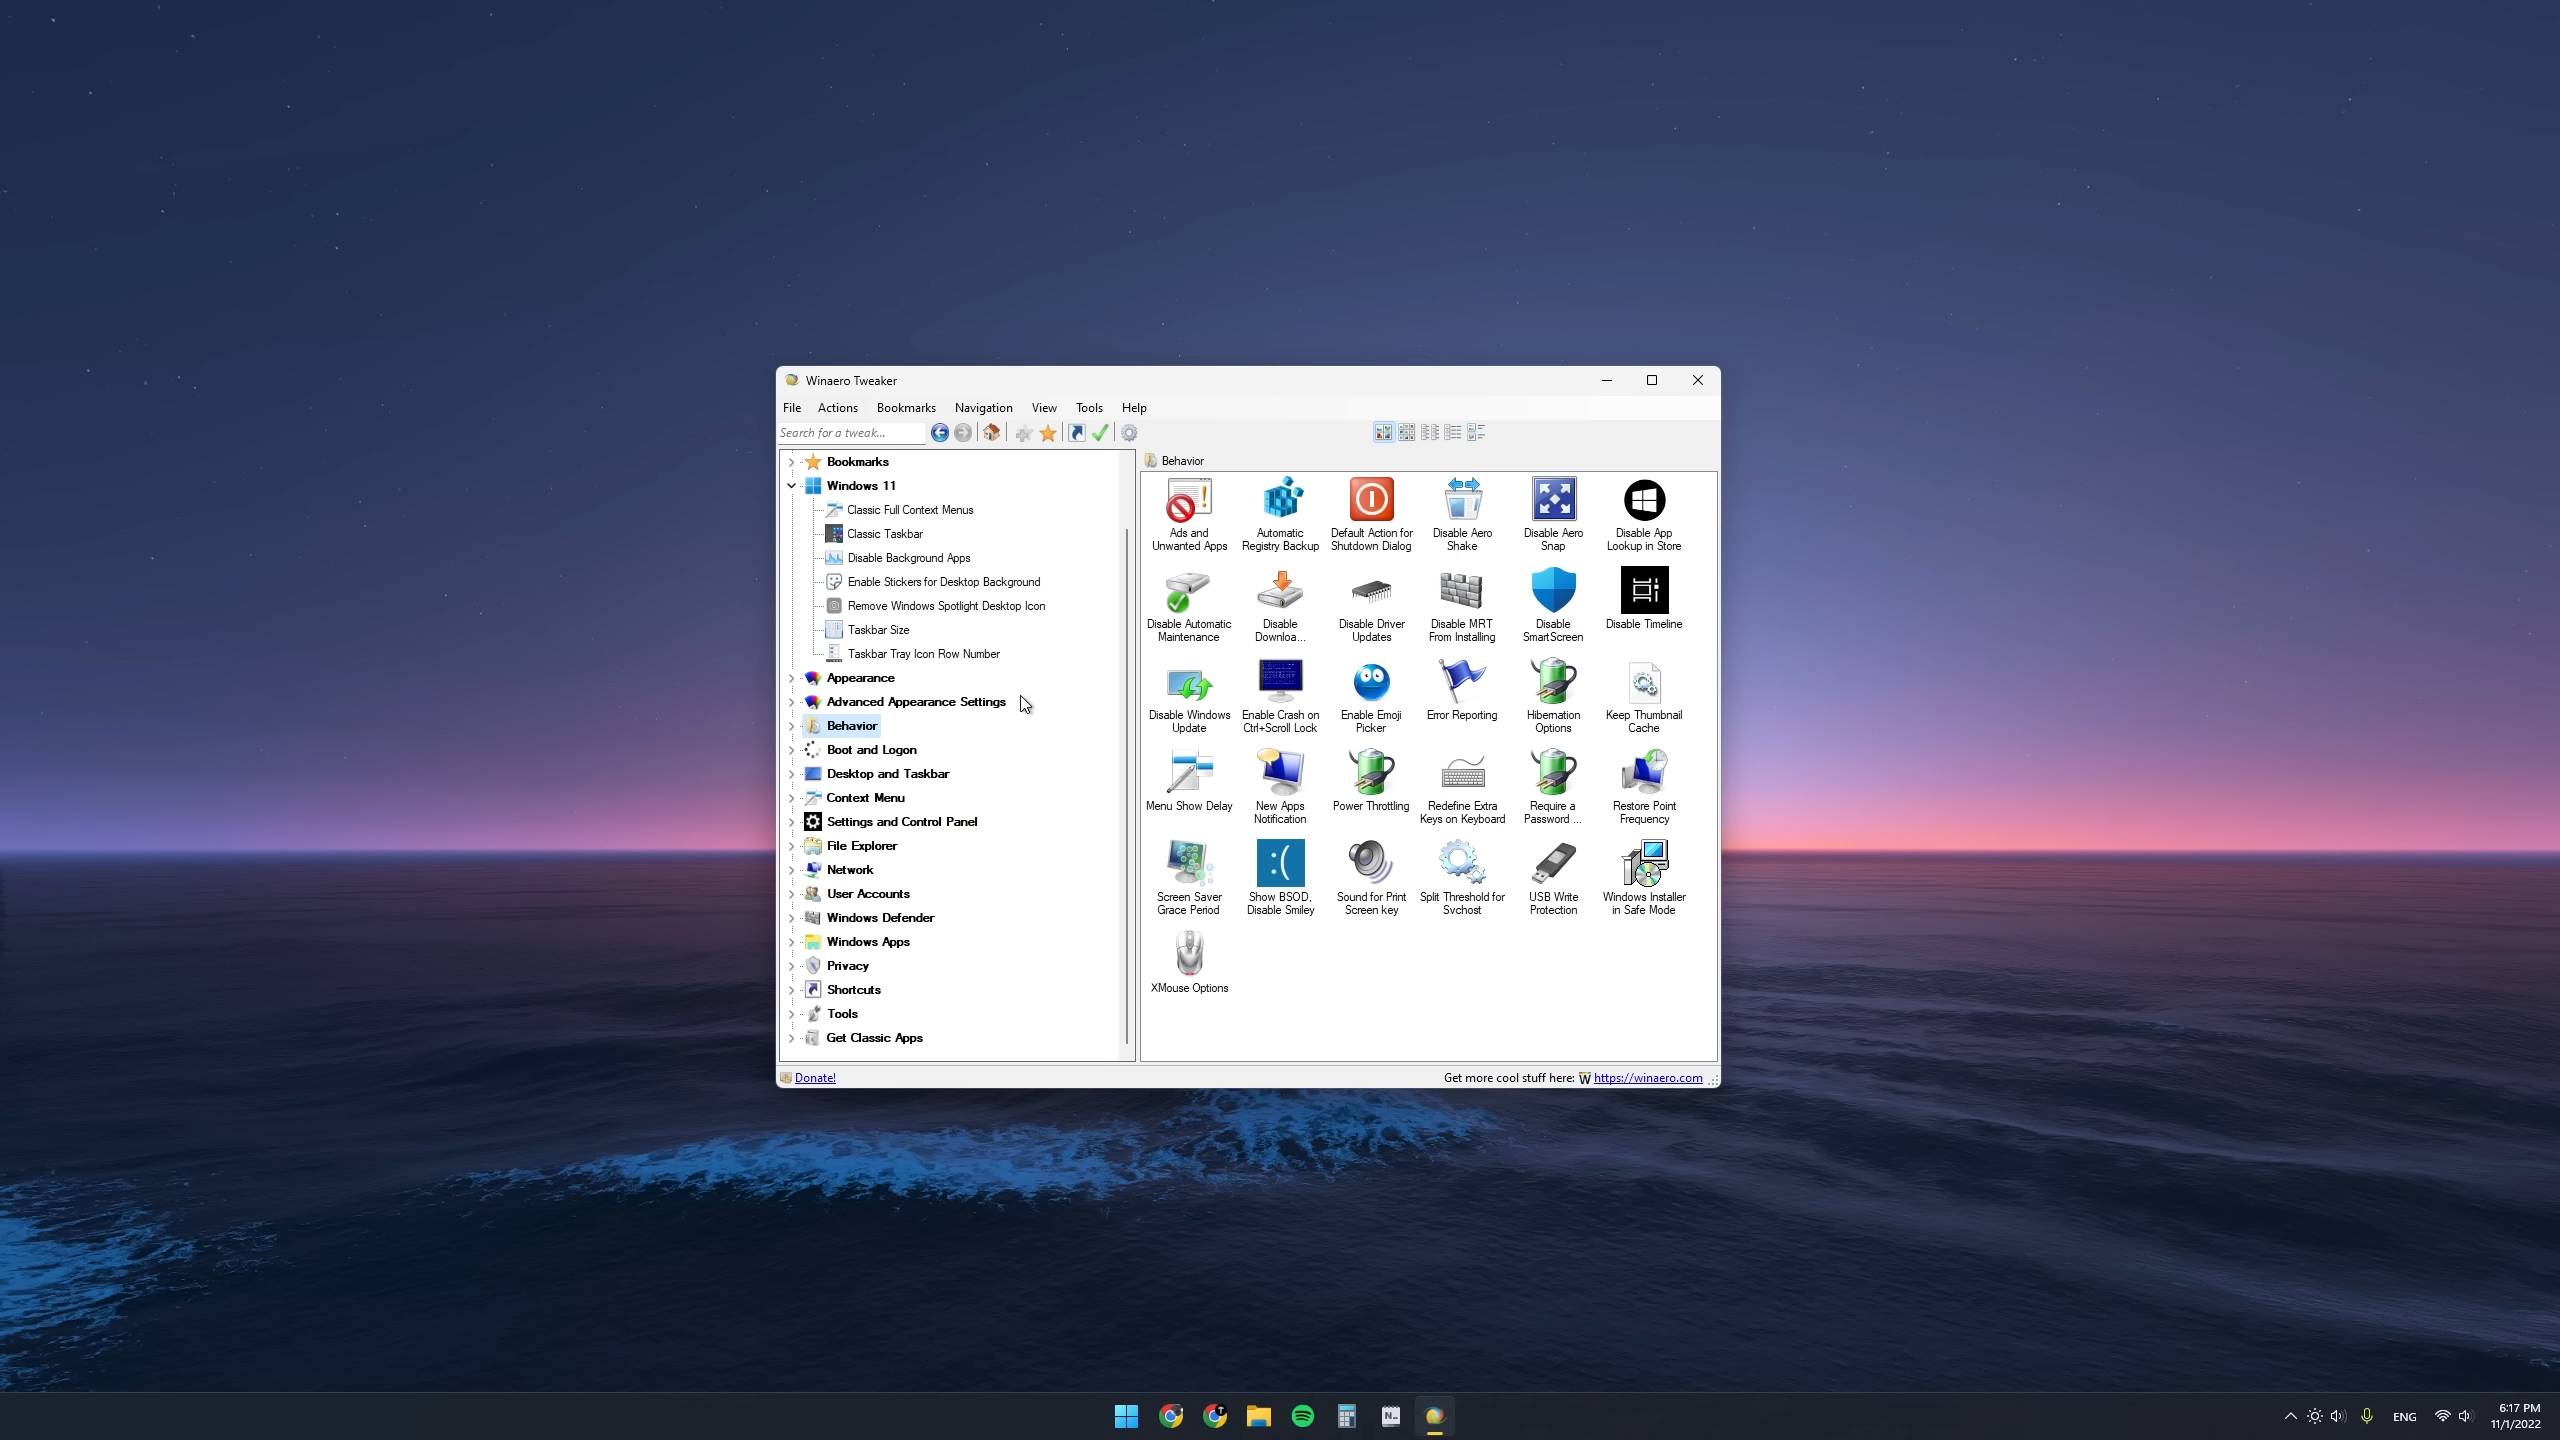 Winaero Tweaker
File Actions Bookmarks Navigation View Tools Help
Search for a tweak...
Bookmarks
Windows 11
Classic Full Context Menus
Classic Taskbar
Disable Background Apps
Enable Stickers for Desktop Background
Remove Windows Spotlight Desktop Icon
Taskbar Size
Taskbar Tray Icon Row Number
Appearance
Advanced Appearance Settings
Behavior
Boot and Logon
Desktop and Taskbar
Context Menu
Settings and Control Panel
File Explorer
Network
User Accounts
Windows Defender
Windows Apps
Privacy
Shortcuts
Tools
Get Classic Apps
Behavior
Ads and
Unwanted Apps
Automatic
Registry Backup
Default Action for
Shutdown Dialog
Disable Aero
Shake
Disable Aero
Snap
Disable App
Lookup in Store
Disable Automatic
Maintenance
Disable
Downloa...
Disable Driver
Updates
Disable MRT
From Installing
Disable
SmartScreen
Disable Timeline
Disable Windows
Update
Enable Crash on
Ctrl+Scroll Lock
Enable Emoji
Picker
Error Reporting
Hibernation
Options
Keep Thumbnail
Cache
Menu Show Delay
New Apps
Notification
Power Throttling
Redefine Extra
Keys on Keyboard
Require a
Password ...
Restore Point
Frequency
Screen Saver
Grace Period
:(
Show BSOD,
Disable Smiley
Sound for Print
Screen key
Split Threshold for
Svchost
USB Write
Protection
Windows Installer
in Safe Mode
XMouse Options
Donate!
Get more cool stuff here: W https://winaero.com
T
N..
ENG
6:17 PM
11/1/2022